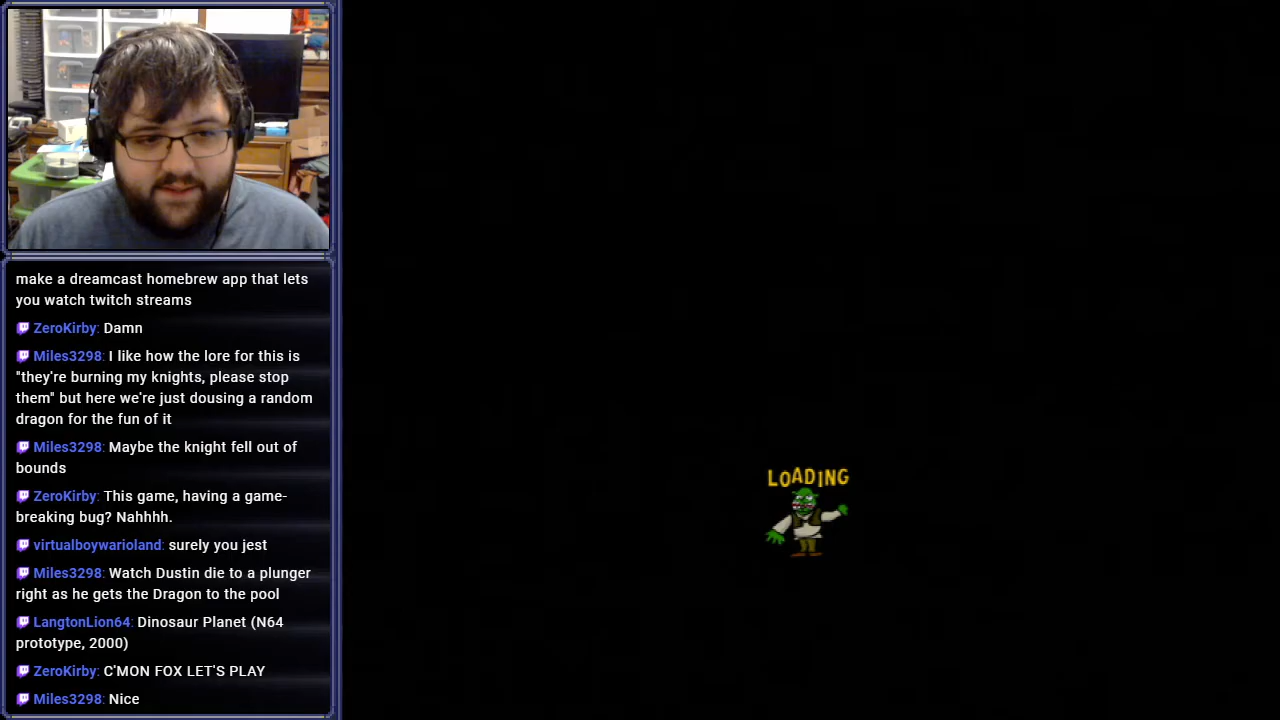 make a dreamcast homebrew app that lets
you watch twitch streams
ZeroKirby: Damn
Miles3298: I like how the lore for this is
"they're burning my knights, please stop
them" but here we're just dousing a random
dragon for the fun of it
Miles3298: Maybe the knight fell out of
bounds
ZeroKirby: This game, having a game-
breaking bug? Nahhhh.
virtualboywarioland: surely you jest
Miles3298: Watch Dustin die to a plunger
right as he gets the Dragon to the pool
LangtonLion64: Dinosaur Planet (N64
prototype, 2000)
ZeroKirby: C'MON FOX LET'S PLAY
Miles3298: Nice
LOADING